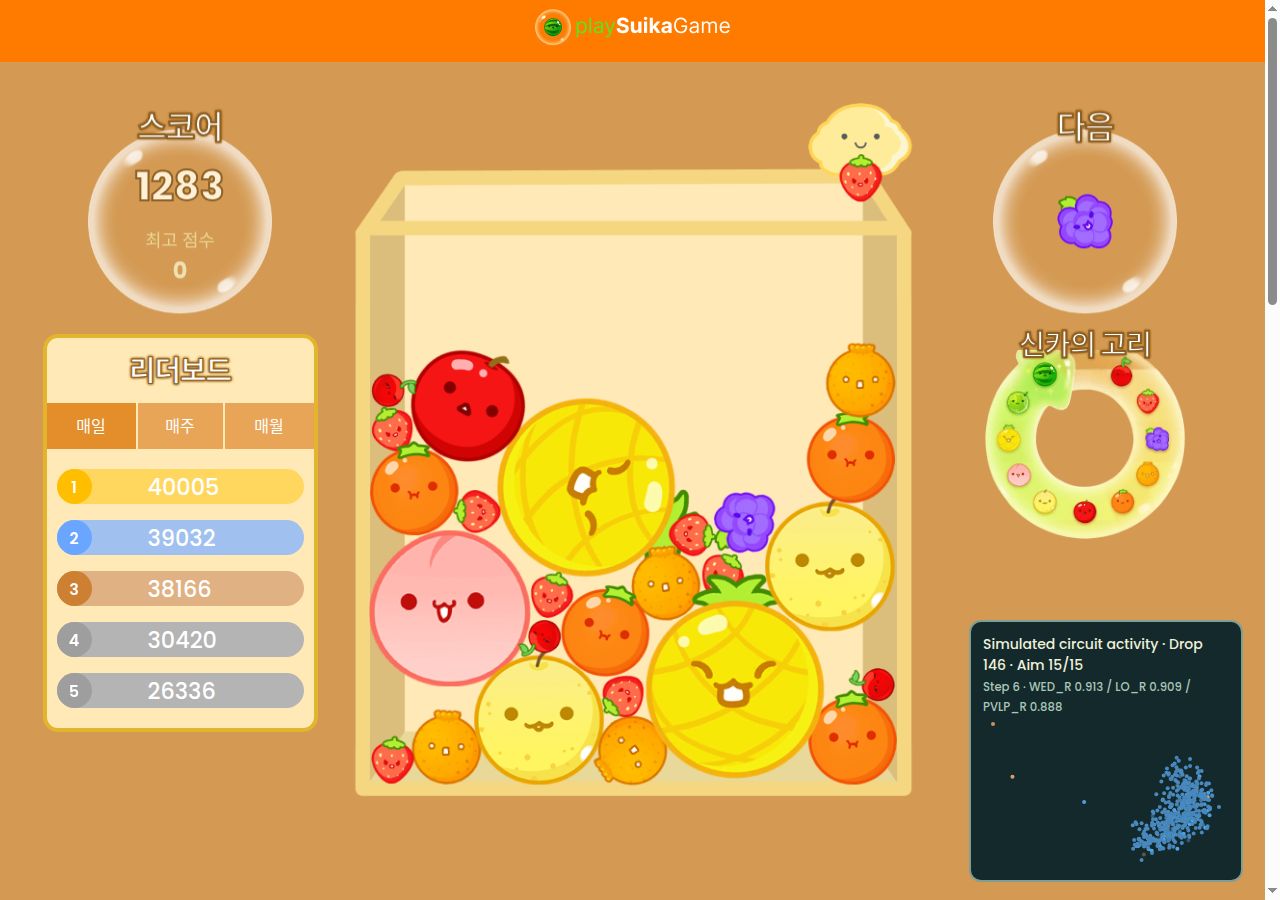 playSuikaGame
스코어
1283
최고 점수
0
리더보드
매일 매주 매월
1 40005
2 39032
3 38166
4 30420
5 26336
다음
신카의 고리
Simulated circuit activity · Drop
146 · Aim 15/15
Step 6 · WED_R 0.913 / LO_R 0.909 /
PVLP_R 0.888